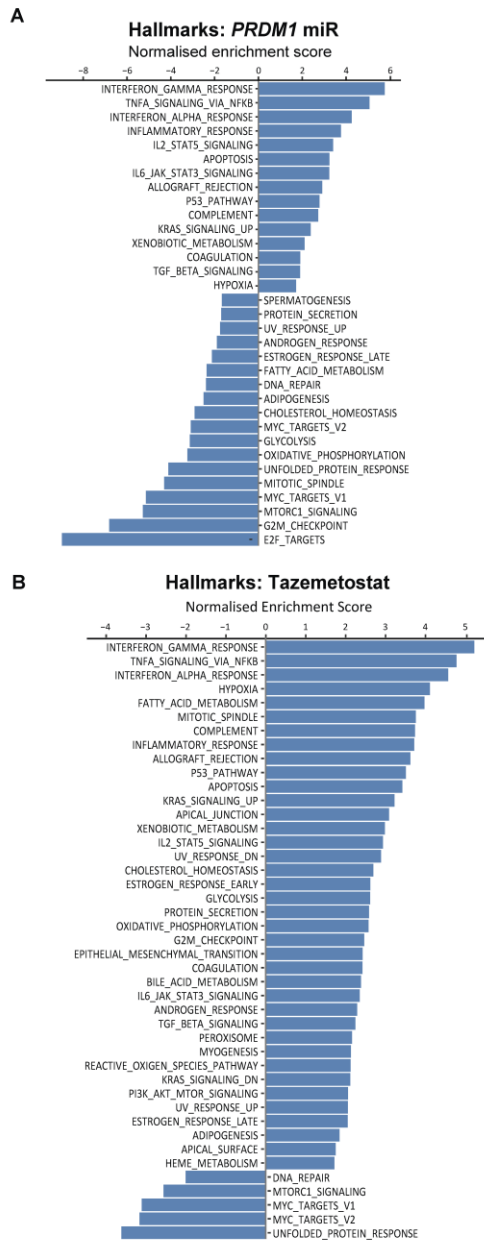 A
Hallmarks: PRDM1 miR
Normalised enrichment score
−8 −6 −4 −2 0 2 4 6
INTERFERON_GAMMA_RESPONSE
TNFA_SIGNALING_VIA_NFKB
INTERFERON_ALPHA_RESPONSE
INFLAMMATORY_RESPONSE
IL2_STAT5_SIGNALING
APOPTOSIS
IL6_JAK_STAT3_SIGNALING
ALLOGRAFT_REJECTION
P53_PATHWAY
COMPLEMENT
KRAS_SIGNALING_UP
XENOBIOTIC_METABOLISM
COAGULATION
TGF_BETA_SIGNALING
HYPOXIA
SPERMATOGENESIS
PROTEIN_SECRETION
UV_RESPONSE_UP
ANDROGEN_RESPONSE
ESTROGEN_RESPONSE_LATE
FATTY_ACID_METABOLISM
DNA_REPAIR
ADIPOGENESIS
CHOLESTEROL_HOMEOSTASIS
MYC_TARGETS_V2
GLYCOLYSIS
OXIDATIVE_PHOSPHORYLATION
UNFOLDED_PROTEIN_RESPONSE
MITOTIC_SPINDLE
MYC_TARGETS_V1
MTORC1_SIGNALING
G2M_CHECKPOINT
E2F_TARGETS
B
Hallmarks: Tazemetostat
Normalised Enrichment Score
−4 −3 −2 −1 0 1 2 3 4 5
INTERFERON_GAMMA_RESPONSE
TNFA_SIGNALING_VIA_NFKB
INTERFERON_ALPHA_RESPONSE
HYPOXIA
FATTY_ACID_METABOLISM
MITOTIC_SPINDLE
COMPLEMENT
INFLAMMATORY_RESPONSE
ALLOGRAFT_REJECTION
P53_PATHWAY
APOPTOSIS
KRAS_SIGNALING_UP
APICAL_JUNCTION
XENOBIOTIC_METABOLISM
IL2_STAT5_SIGNALING
UV_RESPONSE_DN
CHOLESTEROL_HOMEOSTASIS
ESTROGEN_RESPONSE_EARLY
GLYCOLYSIS
PROTEIN_SECRETION
OXIDATIVE_PHOSPHORYLATION
G2M_CHECKPOINT
EPITHELIAL_MESENCHYMAL_TRANSITION
COAGULATION
BILE_ACID_METABOLISM
IL6_JAK_STAT3_SIGNALING
ANDROGEN_RESPONSE
TGF_BETA_SIGNALING
PEROXISOME
MYOGENESIS
REACTIVE_OXIGEN_SPECIES_PATHWAY
KRAS_SIGNALING_DN
PI3K_AKT_MTOR_SIGNALING
UV_RESPONSE_UP
ESTROGEN_RESPONSE_LATE
ADIPOGENESIS
APICAL_SURFACE
HEME_METABOLISM
DNA_REPAIR
MTORC1_SIGNALING
MYC_TARGETS_V1
MYC_TARGETS_V2
UNFOLDED_PROTEIN_RESPONSE